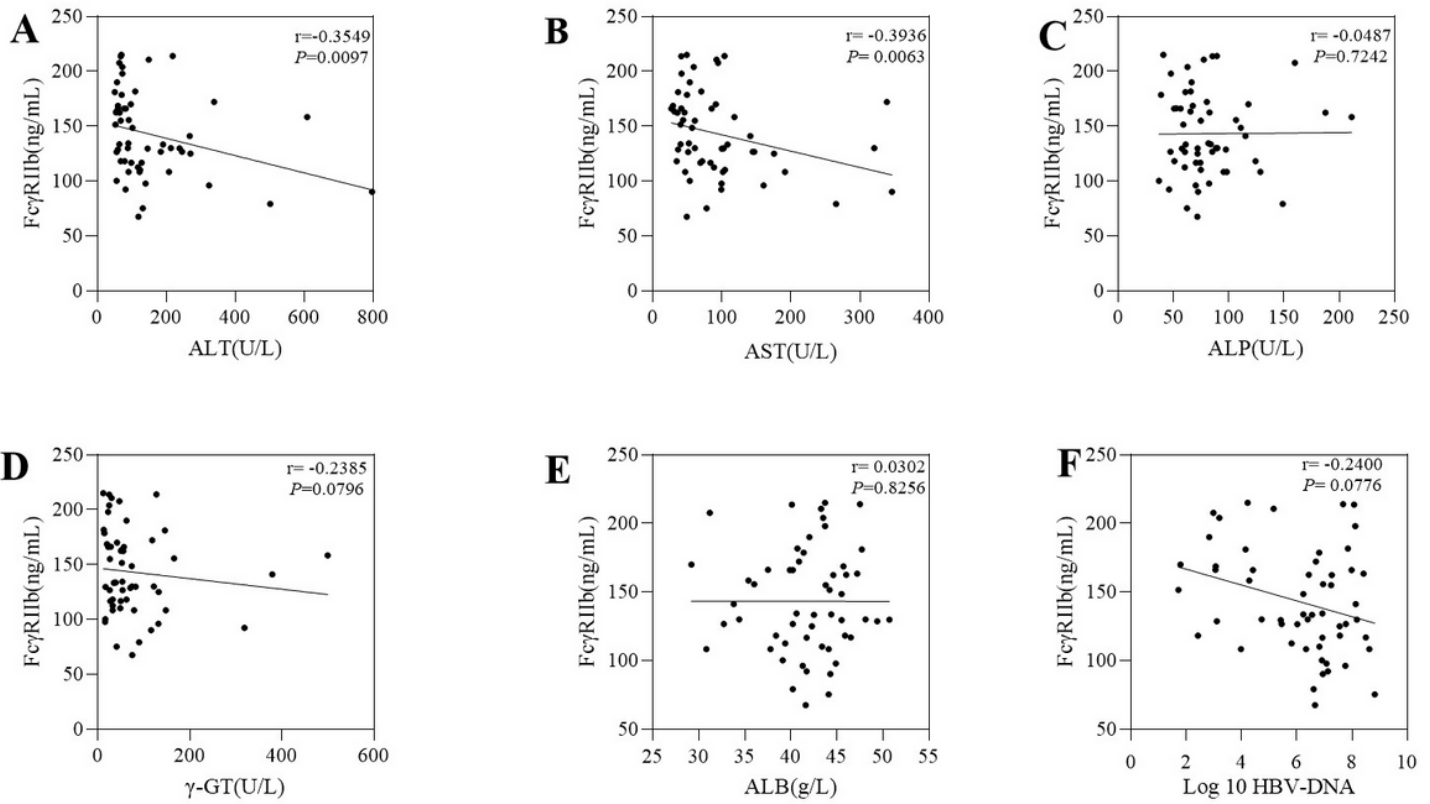 A
r=-0.3549
P=0.0097
250
200
150
100
50
0
FcγRIIb(ng/mL)
0 200 400 600 800
ALT(U/L)
B
r= -0.3936
P= 0.0063
250
200
150
100
50
0
FcγRIIb(ng/mL)
0 100 200 300 400
AST(U/L)
C
r= -0.0487
P=0.7242
250
200
150
100
50
0
FcγRIIb(ng/mL)
0 50 100 150 200 250
ALP(U/L)
D
r= -0.2385
P=0.0796
250
200
150
100
50
0
FcγRIIb(ng/mL)
0 200 400 600
γ-GT(U/L)
E
r= 0.0302
P=0.8256
250
200
150
100
50
FcγRIIb(ng/mL)
25 30 35 40 45 50 55
ALB(g/L)
F
r= -0.2400
P= 0.0776
250
200
150
100
50
FcγRIIb(ng/mL)
0 2 4 6 8 10
Log 10 HBV-DNA